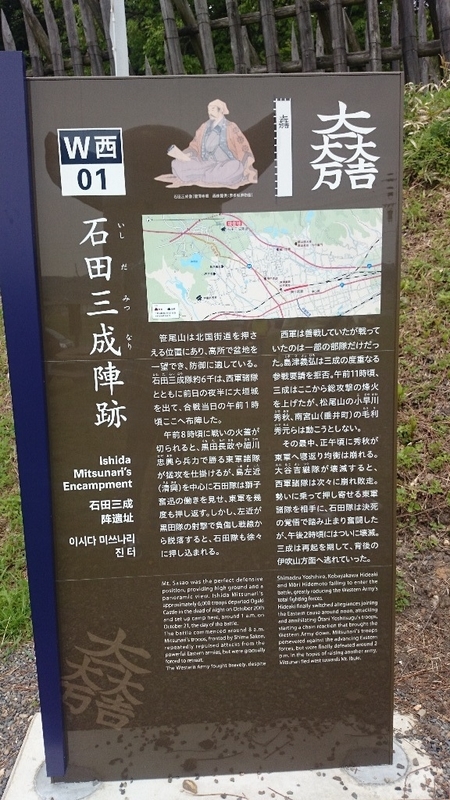 W西
01
大一大万大吉
石田三成陣跡
いしだみつなり
Ishida
Mitsunari's
Encampment
石田三成
阵遗址
이시다 미쓰나리
진 터
笹尾山は北国街道を押さ
える位置にあり、高所で盆地を
一望でき、防御に適している。
石田三成隊約6千は、西軍諸隊
とともに前日の夜半に大垣城
を出て、合戦当日の午前1時
頃ここへ布陣した。
午前8時頃に戦いの火蓋が
切られると、黒田長政や細川
忠興ら兵力で勝る東軍諸隊
が猛攻を仕掛けるが、島左近
(清興)を中心に石田隊は獅子
奮迅の働きを見せ、東軍を幾
度も押し返す。しかし、左近が
黒田隊の射撃で負傷し戦線か
ら脱落すると、石田隊も徐々
に押し込まれる。
西軍は善戦していたが戦って
いたのは一部の部隊だけだっ
た。島津義弘は三成の度重なる
参戦要請を拒否。午前11時頃、
三成はここから総攻撃の烽火
を上げたが、松尾山の小早川
秀秋、南宮山(垂井町)の毛利
秀元らは動こうとしない。
その最中、正午頃に秀秋が
東軍へ寝返り均衡は崩れる。
大谷吉継隊が壊滅すると、
西軍諸隊は次々に崩れ敗走。
勢いに乗って押し寄せる東軍
諸隊を相手に、石田隊は決死
の覚悟で踏み止まり奮闘した
が、午後2時頃にはついに壊滅。
三成は再起を期して、背後の
伊吹山方面へ逃れていった。
Mt. Sasao was the perfect defensive
position, providing high ground and a
panoramic view. Ishida Mitsunari's
approximately 6,000 troops departed Ogaki
Castle in the dead of night on October 20th
and set up camp here, around 1 a.m. on
October 21, the day of the battle.
The battle commenced around 8 a.m.
Mitsunari's troops, fronted by Shima Sakon,
repeatedly repulsed attacks from the
powerful Eastern armies, but were gradually
forced to retreat.
The Western Army fought bravely, despite
Shimadzu Yoshihiro, Kobayakawa Hideaki
and Mōri Hidemoto failing to enter the
battle, greatly reducing the Western Army's
total fighting forces.
Hideaki finally switched allegiances joining
the Eastern cause around noon, attacking
and annihilating Ōtani Yoshitsugu's troops,
starting a chain reaction that brought the
Western Army down. Mitsunari's troops
persevered against the advancing Eastern
forces, but were finally defeated around 2
p.m. In the hopes of raising another army,
Mitsunari fled west towards Mt. Ibuki.